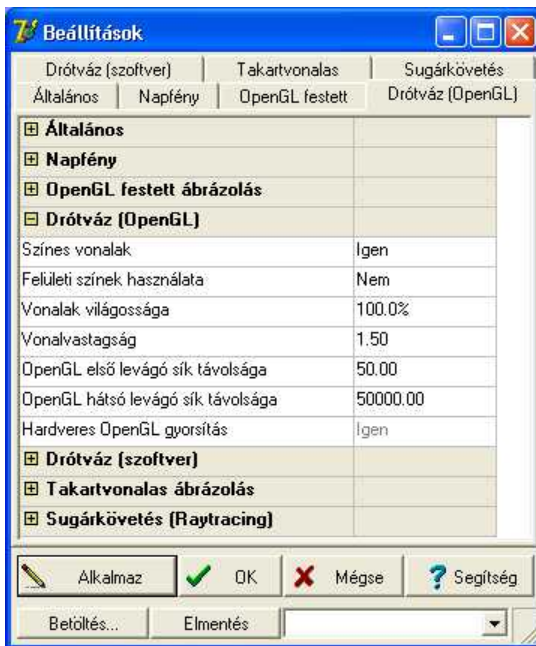 Beállítások
Drótváz (szoftver) Takartvonalas Sugárkövetés
Általános Napfény OpenGL festett Drótváz (OpenGL)
Általános
Napfény
OpenGL festett ábrázolás
Drótváz (OpenGL)
Színes vonalak Igen
Felületi színek használata Nem
Vonalak világossága 100.0%
Vonalvastagság 1.50
OpenGL első levágó sík távolsága 50.00
OpenGL hátsó levágó sík távolsága 50000.00
Hardveres OpenGL gyorsítás Igen
Drótváz (szoftver)
Takartvonalas ábrázolás
Sugárkövetés (Raytracing)
Alkalmaz OK Mégse Segítség
Betöltés... Elmentés